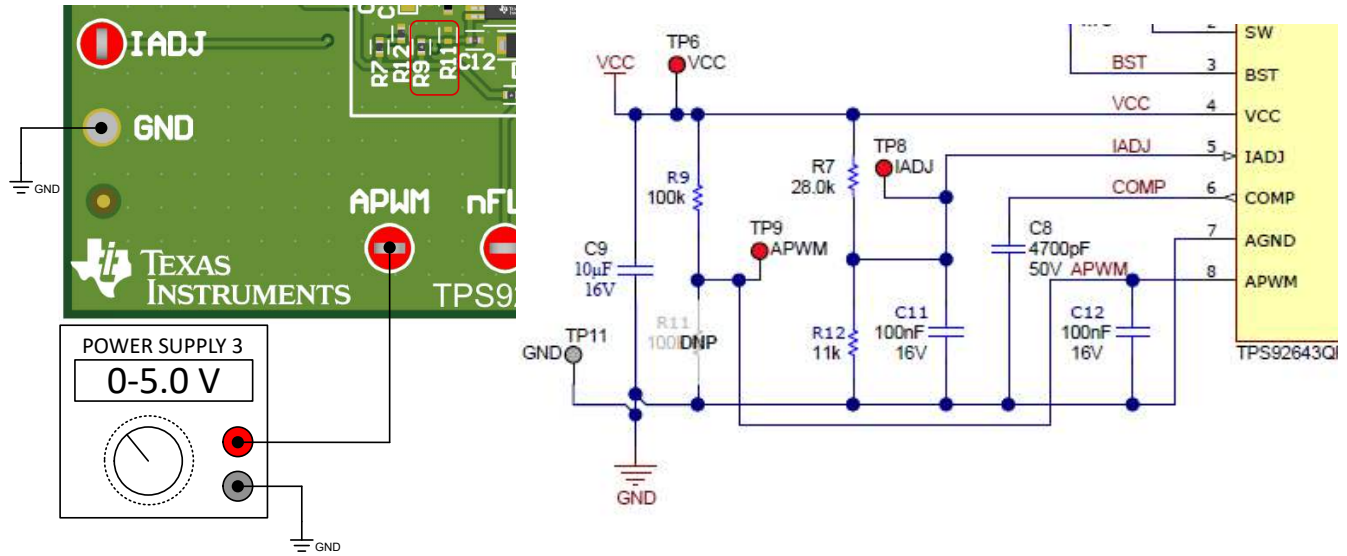 IADJ
GND
GND
APWM
nFL
TEXAS
INSTRUMENTS
TPS92
R7
R12
R9
R11
C12
POWER SUPPLY 3
0-5.0 V
GND
TP6
VCC
VCC
R9
100k
TP9
APWM
C9
10µF
16V
R11
DNP
TP11
GND
GND
R7
28.0k
TP8
IADJ
R12
11k
C11
100nF
16V
C8
4700pF
50V
APWM
C12
100nF
16V
BST
VCC
IADJ
COMP
2
3
4
5
6
7
8
SW
BST
VCC
IADJ
COMP
AGND
APWM
TPS92643QF